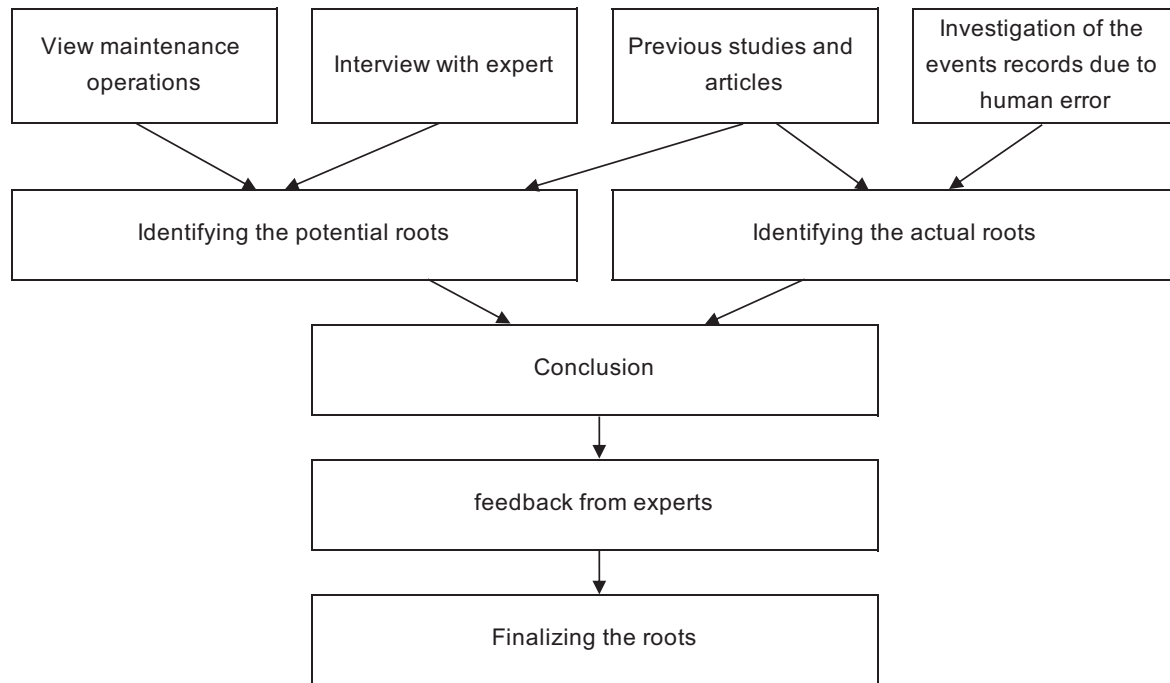 View maintenance
operations
Interview with expert
Previous studies and
articles
Investigation of the
events records due to
human error
Identifying the potential roots
Identifying the actual roots
Conclusion
feedback from experts
Finalizing the roots